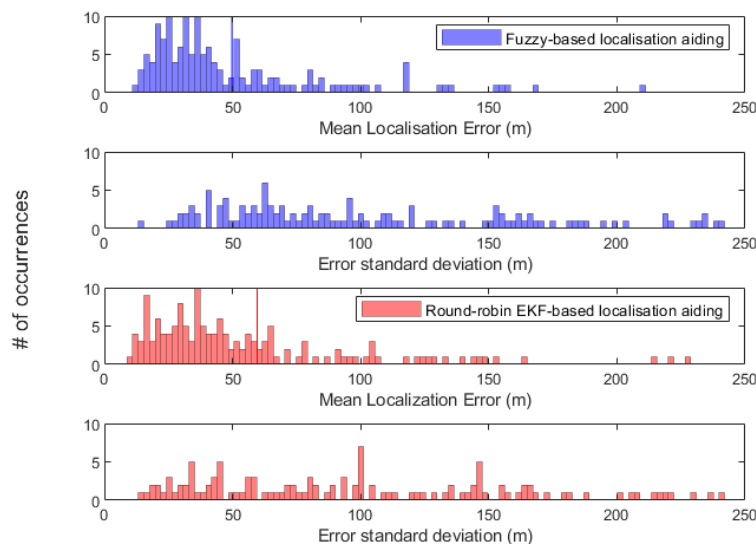 # of occurrences
10
5
0
Fuzzy-based localisation aiding
0 50 100 150 200 250
Mean Localisation Error (m)
10
5
0
0 50 100 150 200 250
Error standard deviation (m)
10
5
0
Round-robin EKF-based localisation aiding
0 50 100 150 200 250
Mean Localization Error (m)
10
5
0
0 50 100 150 200 250
Error standard deviation (m)